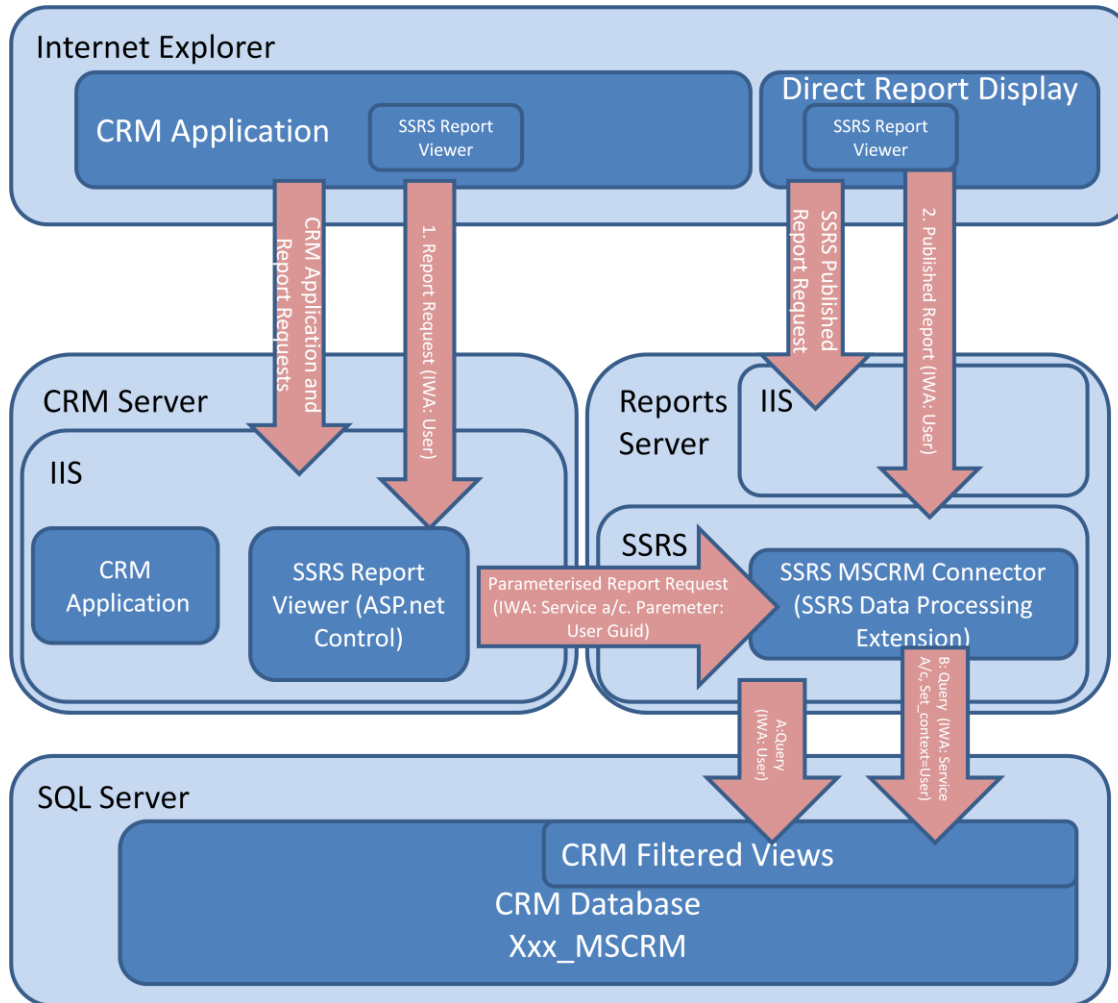 Internet Explorer
CRM Application
SSRS Report
Viewer
Direct Report Display
SSRS Report
Viewer
CRM Application and
Report Requests
1. Report Request (IWA: User)
SSRS Published
Report Request
2. Published Report (IWA: User)
CRM Server
IIS
CRM
Application
SSRS Report
Viewer (ASP.net
Control)
Parameterised Report Request
(IWA: Service a/c. Paremeter:
User Guid)
Reports
Server
IIS
SSRS
SSRS MSCRM Connector
(SSRS Data Processing
Extension)
A:Query
(IWA: User)
B: Query (IWA: Service
A/c, Set_context=User)
SQL Server
CRM Filtered Views
CRM Database
Xxx_MSCRM